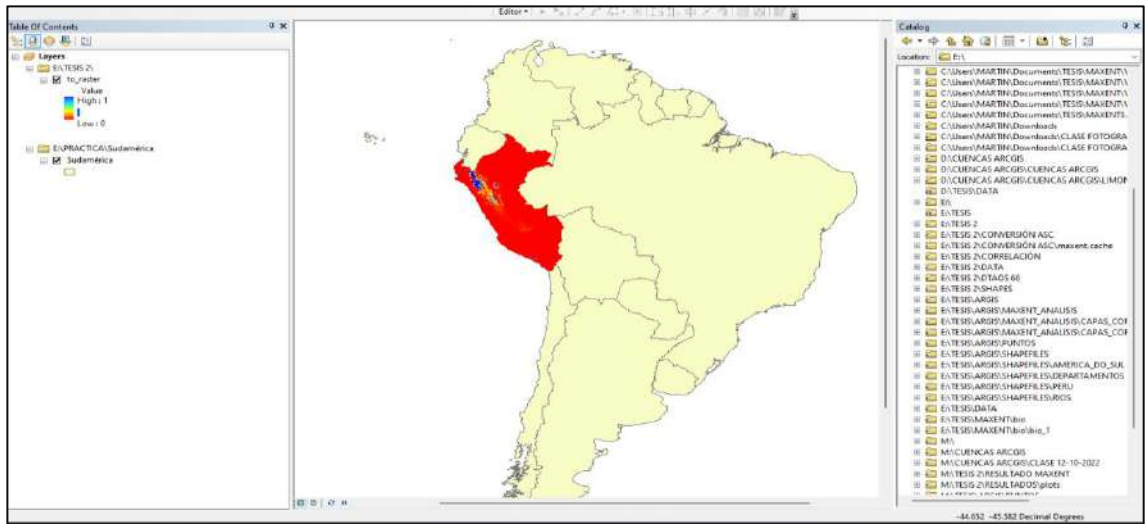 Editor
Table Of Contents
Layers
E:\TESIS 2\
to_raster
Value
High : 1
Low : 0
E:\PRACTICA\Sudamérica
Sudamérica
Catalog
Location: E:\
C:\Users\MARTIN\Documents\TESIS\MAXENT\
C:\Users\MARTIN\Documents\TESIS\MAXENT\
C:\Users\MARTIN\Documents\TESIS\MAXENT\
C:\Users\MARTIN\Documents\TESIS\MAXENTS.
C:\Users\MARTIN\Downloads
C:\Users\MARTIN\Downloads\CLASE FOTOGRA
C:\Users\MARTIN\Downloads\CLASE FOTOGRA
D:\CUENCAS ARCGIS
D:\CUENCAS ARCGIS\CUENCAS ARCGIS
D:\CUENCAS ARCGIS\CUENCAS ARCGIS\LIMON
D:\TESIS\DATA
E:\
E:\TESIS
E:\TESIS 2
E:\TESIS 2\CONVERSIÓN ASC
E:\TESIS 2\CONVERSIÓN ASC\maxent.cache
E:\TESIS 2\CORRELACIÓN
E:\TESIS 2\DATA
E:\TESIS 2\DTAOS 66
E:\TESIS 2\SHAPES
E:\TESIS\ARGIS
E:\TESIS\ARGIS\MAXENT_ANALISIS
E:\TESIS\ARGIS\MAXENT_ANALISIS\CAPAS_COF
E:\TESIS\ARGIS\MAXENT_ANALISIS\CAPAS_COF
E:\TESIS\ARGIS\PUNTOS
E:\TESIS\ARGIS\SHAPEFILES
E:\TESIS\ARGIS\SHAPEFILES\AMERICA_DO_SUL
E:\TESIS\ARGIS\SHAPEFILES\DEPARTAMENTOS
E:\TESIS\ARGIS\SHAPEFILES\PERU
E:\TESIS\ARGIS\SHAPEFILES\RIOS
E:\TESIS\DATA
E:\TESIS\MAXENT\bio
E:\TESIS\MAXENT\bio\bio_1
M:\
M:\CUENCAS ARCGIS
M:\CUENCAS ARCGIS\CLASE 12-10-2022
M:\TESIS 2\RESULTADO MAXENT
M:\TESIS 2\RESULTADOS\plots
M:\TESIS\ARGIS\PUNTOS
-44.652 -45.582 Decimal Degrees